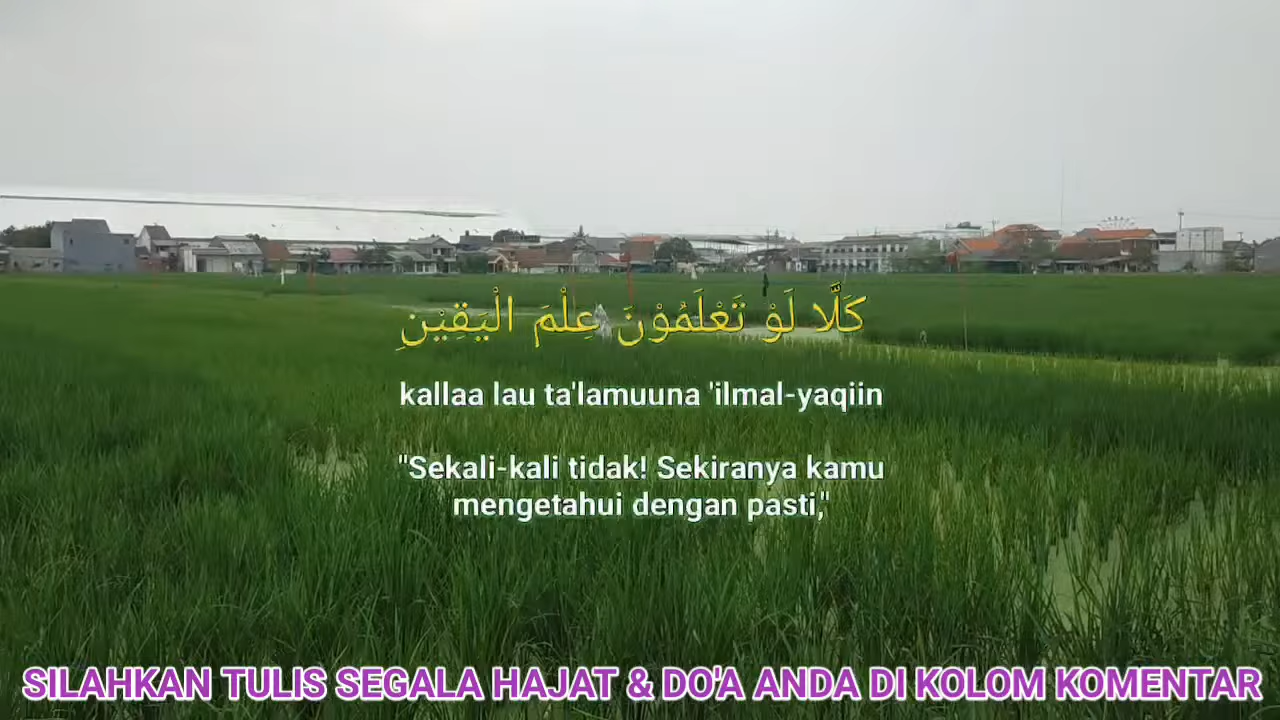 كَلَّا لَوْ تَعْلَمُوْنَ عِلْمَ الْيَقِيْنِ
kallaa lau ta'lamuuna 'ilmal-yaqiin
"Sekali-kali tidak! Sekiranya kamu
mengetahui dengan pasti,"
SILAHKAN TULIS SEGALA HAJAT & DO'A ANDA DI KOLOM KOMENTAR